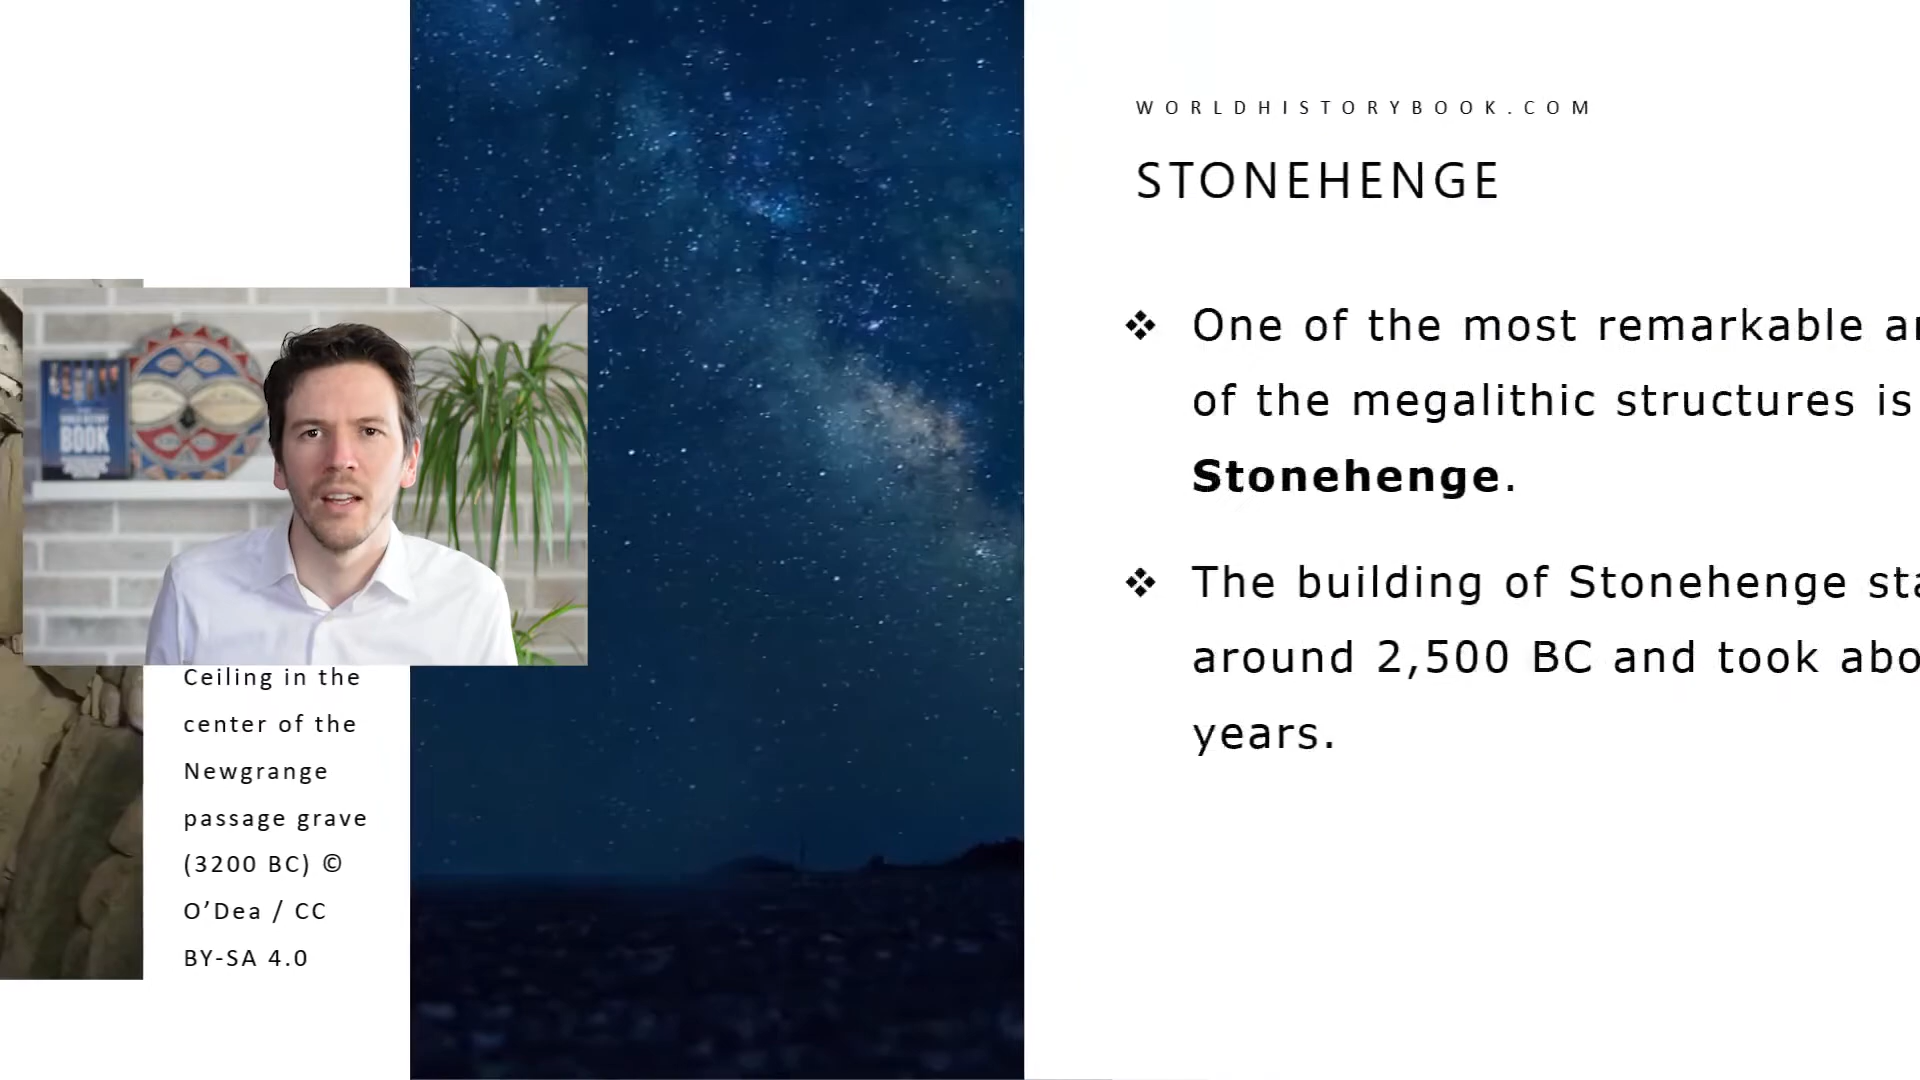 WORLDHISTORYBOOK.COM
STONEHENGE
❖ One of the most remarkable
of the megalithic structures is
Stonehenge.
❖ The building of Stonehenge
around 2,500 BC and took
years.
BOOK
Ceiling in the
center of the
Newgrange
passage grave
(3200 BC) ©
O’Dea / CC
BY-SA 4.0